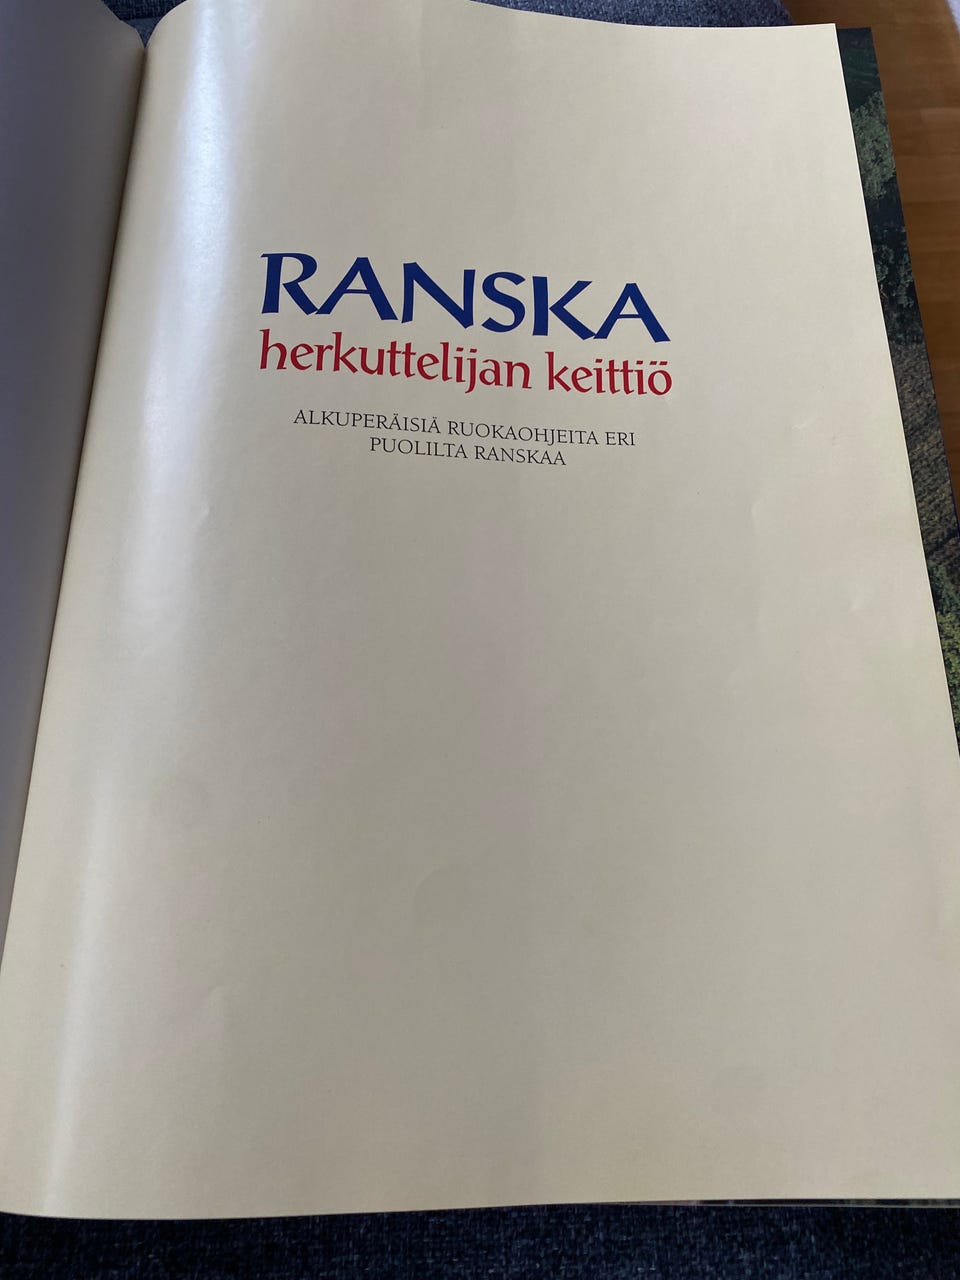 RANSKA
herkuttelijan keittiö
ALKUPERÄISIÄ RUOKAOHJEITA ERI
PUOLILTA RANSKAA